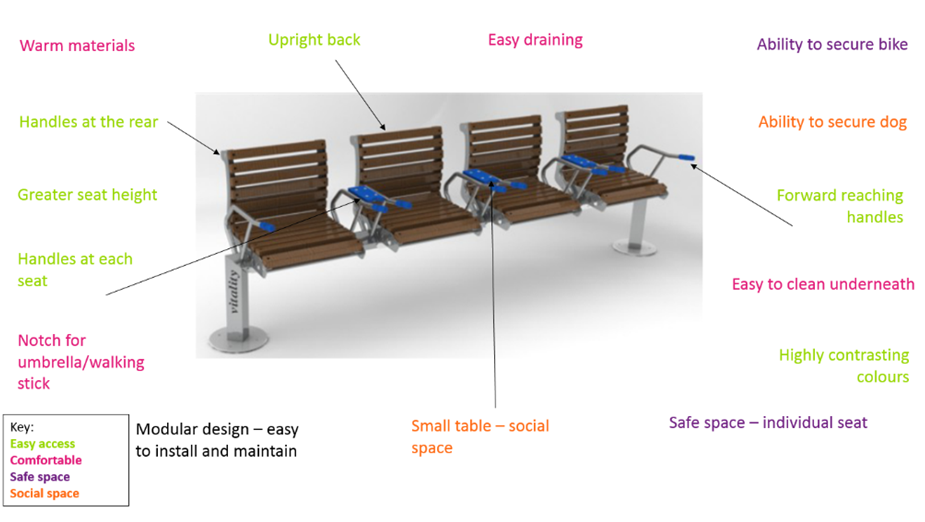 Warm materials
Upright back
Easy draining
Ability to secure bike
Handles at the rear
Ability to secure dog
Greater seat height
Forward reaching
handles
Handles at each
seat
Easy to clean underneath
vitality
Notch for
umbrella/walking
stick
Highly contrasting
colours
Key:
Easy access
Comfortable
Safe space
Social space
Modular design – easy
to install and maintain
Small table – social
space
Safe space – individual seat